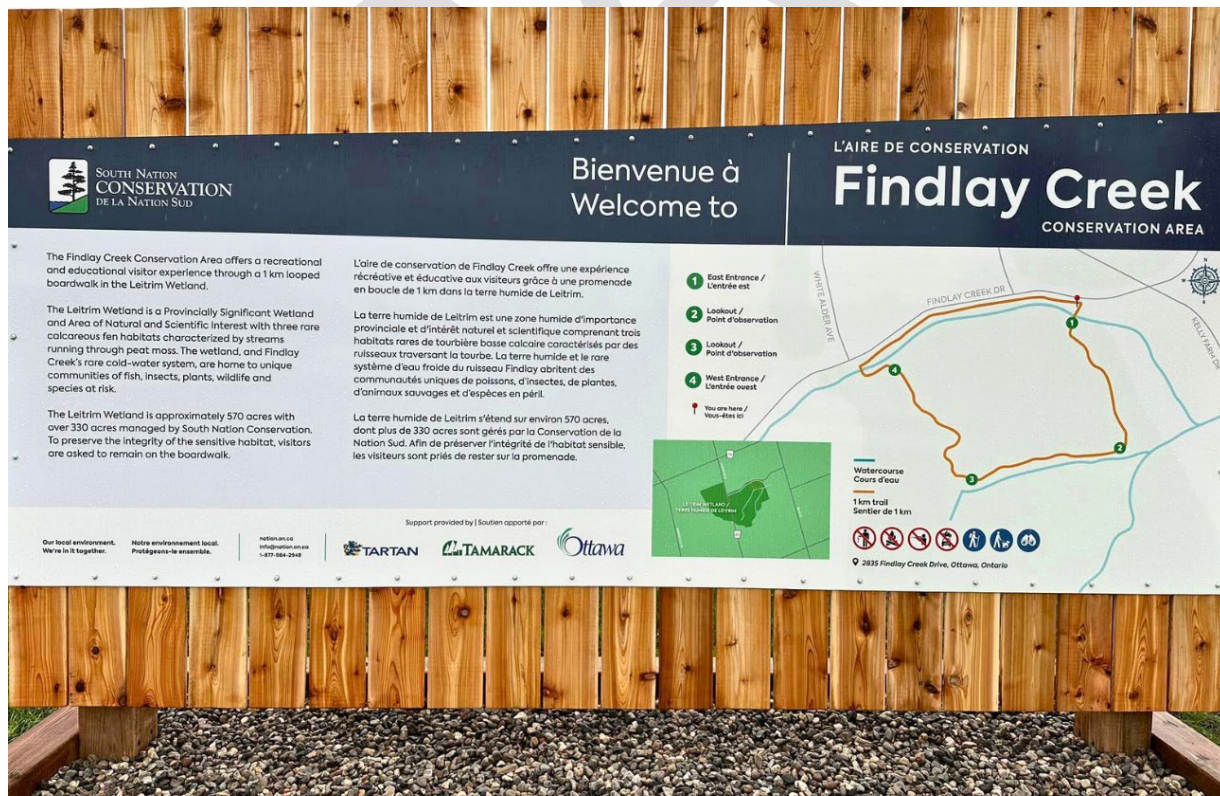 SOUTH NATION
CONSERVATION
DE LA NATION SUD
Bienvenue à
Welcome to
L'AIRE DE CONSERVATION
Findlay Creek
CONSERVATION AREA
The Findlay Creek Conservation Area offers a recreational
and educational visitor experience through a 1 km looped
boardwalk in the Leitrim Wetland.
The Leitrim Wetland is a Provincially Significant Wetland
and Area of Natural and Scientific Interest with three rare
calcareous fen habitats characterized by streams
running through peat moss. The wetland, and Findlay
Creek's rare cold-water system, are home to unique
communities of fish, insects, plants, wildlife and
species at risk.
The Leitrim Wetland is approximately 570 acres with
over 330 acres managed by South Nation Conservation.
To preserve the integrity of the sensitive habitat, visitors
are asked to remain on the boardwalk.
L'aire de conservation de Findlay Creek offre une expérience
récréative et éducative aux visiteurs grâce à une promenade
en boucle de 1 km dans la terre humide de Leitrim.
La terre humide de Leitrim est une zone humide d'importance
provinciale et d'intérêt naturel et scientifique comprenant trois
habitats rares de tourbière basse calcaire caractérisés par des
ruisseaux traversant la tourbe. La terre humide et le rare
système d'eau froide du ruisseau Findlay abritent des
communautés uniques de poissons, d'insectes, de plantes,
d'animaux sauvages et d'espèces en péril.
La terre humide de Leitrim s'étend sur environ 570 acres,
dont plus de 330 acres sont gérés par la Conservation de la
Nation Sud. Afin de préserver l'intégrité de l'habitat sensible,
les visiteurs sont priés de rester sur la promenade.
1 East Entrance /
L'entrée est
2 Lookout /
Point d'observation
3 Lookout /
Point d'observation
4 West Entrance /
L'entrée ouest
You are here /
Vous-êtes ici
WHITE ALDER AVE
FINDLAY CREEK DR
KELLY FARM DR
1
2
3
4
LEITRIM WETLAND /
TERRE HUMIDE DE LEITRIM
Watercourse
Cours d'eau
1 km trail
Sentier de 1 km
2835 Findlay Creek Drive, Ottawa, Ontario
Support provided by | Soutien apporté par :
Our local environment.
We're in it together.
Notre environnement local.
Protégeons-le ensemble.
nation.on.ca
info@nation.on.ca
1-877-984-2948
TARTAN
TAMARACK
Ottawa